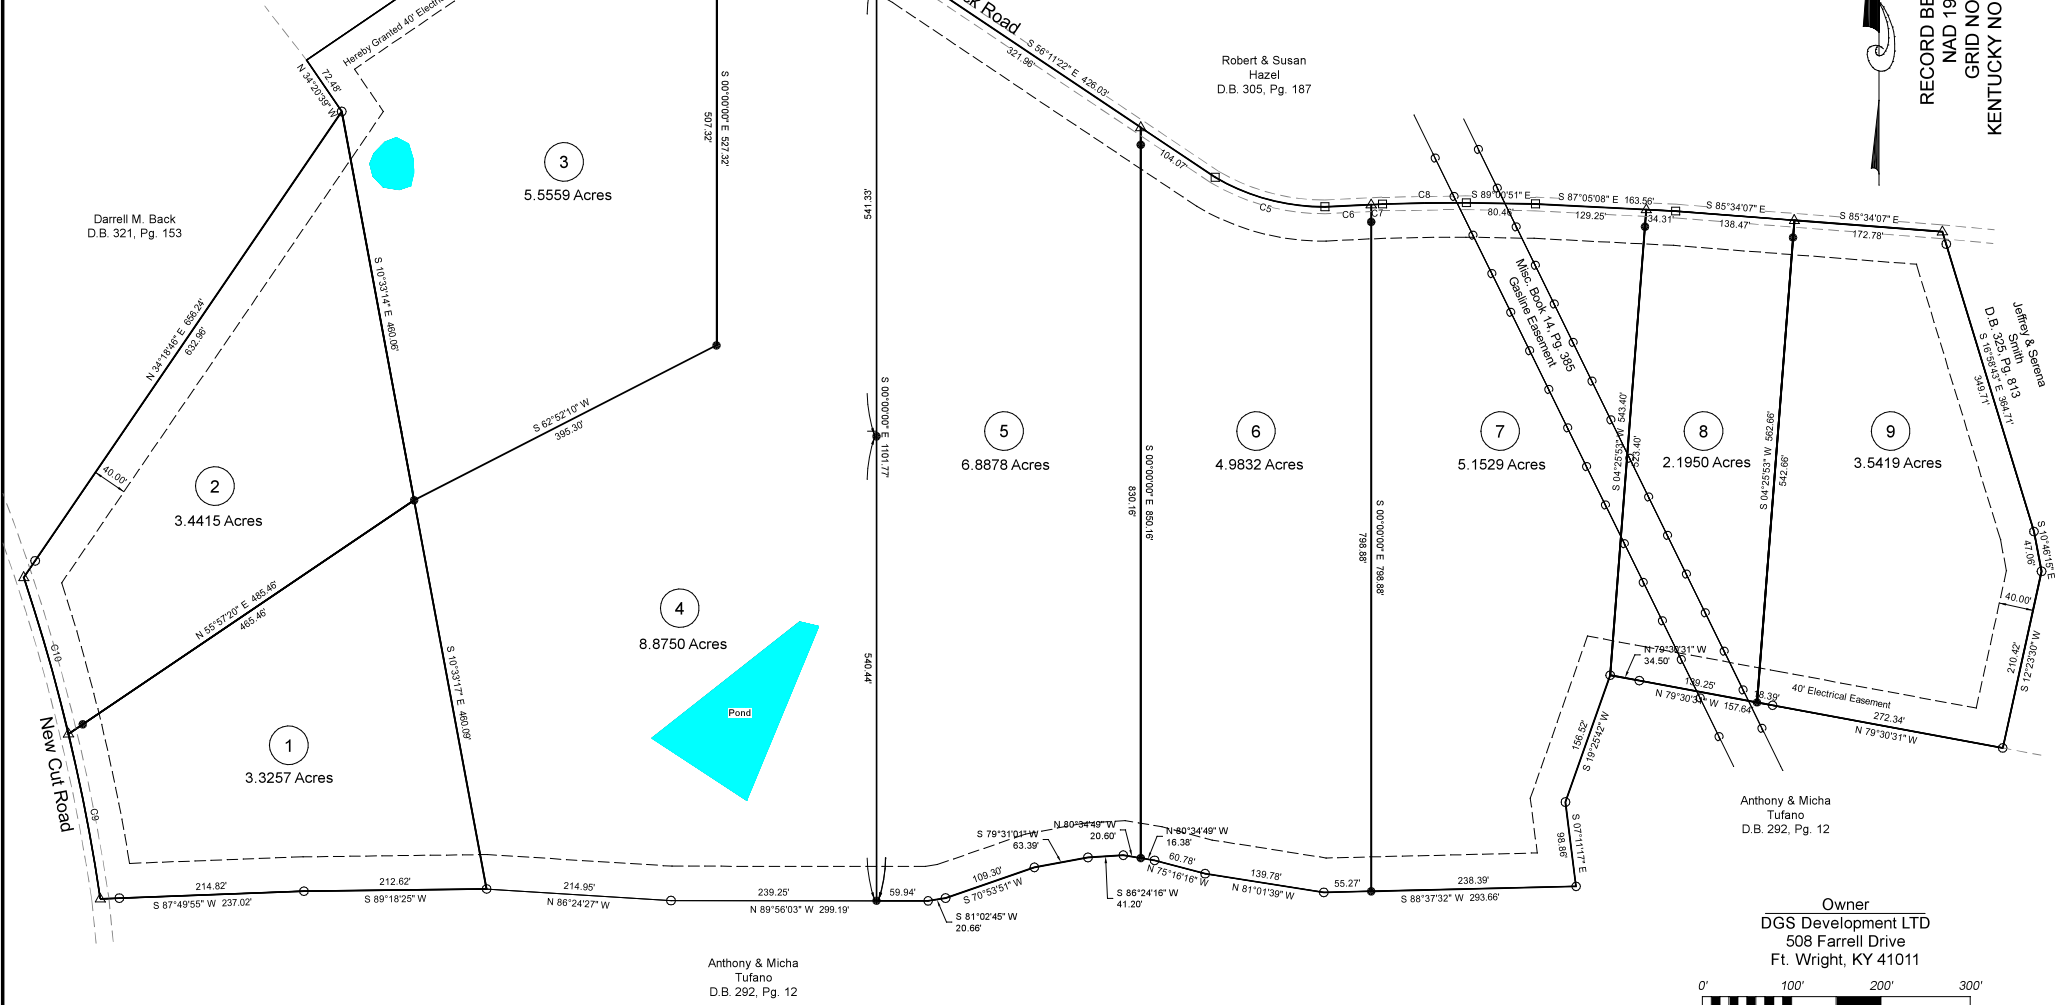 Hereby Granted 40' Electric
ck Road
RECORD BE
NAD 19
GRID NO
KENTUCKY NO
Robert & Susan
Hazel
D.B. 305, Pg. 187
S 56°11'22" E 426.03'
321.96'
104.07'
72.48'
N 34°20'39" W
S 00°00'00" E 527.32'
507.32'
3
5.5559 Acres
Darrell M. Back
D.B. 321, Pg. 153
541.33'
C5
C6
C7
C8
S 89°00'51" E
80.46'
S 87°05'08" E 163.56'
129.25'
34.31'
S 85°34'07" E
138.47'
S 85°34'07" E
172.78'
Misc. Book 14, Pg. 385
Gasline Easement
Jeffrey & Serena
Smith
D.B. 325, Pg. 813
S 16°58'43" E 364.71'
349.71'
N 34°18'46" E 656.24'
632.96'
S 10°33'14" E 460.06'
S 62°52'10" W
395.30'
S 00°00'00" E 1101.77'
5
6.8878 Acres
6
4.9832 Acres
7
5.1529 Acres
8
2.1950 Acres
9
3.5419 Acres
S 04°25'53" W 543.40'
523.40'
S 04°25'53" W 562.66'
542.66'
S 00°00'00" E 850.16'
830.16'
S 00°00'00" E 798.88'
798.88'
2
3.4415 Acres
40.00'
S 10°46'15" E
47.06'
40.00'
S 12°23'30" W
210.42'
N 55°57'20" E 485.46'
465.46'
4
8.8750 Acres
540.44'
S 10°33'17" E 460.09'
C10
C9
New Cut Road
Pond
1
3.3257 Acres
N 79°30'31" W
34.50'
139.25'
N 79°30'31" W 157.64'
18.39'
40' Electrical Easement
272.34'
N 79°30'31" W
156.52'
S 19°25'42" W
S 07°11'17" E
98.86'
214.82'
S 87°49'55" W 237.02'
212.62'
S 89°18'25" W
214.95'
N 86°24'27" W
239.25'
N 89°56'03" W 299.19'
59.94'
S 81°02'45" W
20.66'
109.30'
S 70°53'51" W
S 79°31'01" W
63.39'
S 86°24'16" W
41.20'
N 80°34'49" W
20.60'
N 80°34'49" W
16.38'
60.78'
N 75°16'16" W
139.78'
N 81°01'39" W
55.27'
238.39'
S 88°37'32" W 293.66'
Anthony & Micha
Tufano
D.B. 292, Pg. 12
Anthony & Micha
Tufano
D.B. 292, Pg. 12
Owner
DGS Development LTD
508 Farrell Drive
Ft. Wright, KY 41011
0' 100' 200' 300'